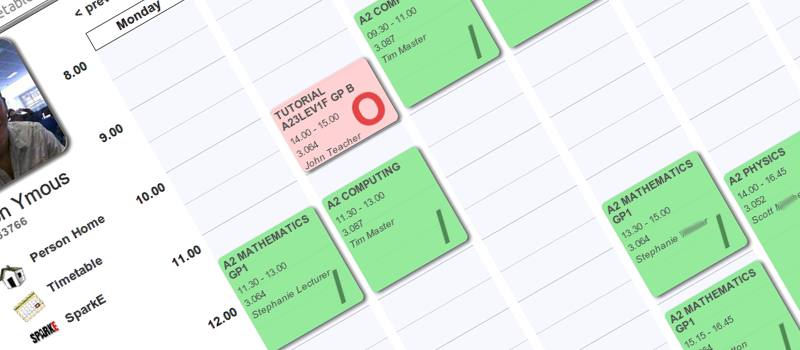 etable
< prev
Monday
8.00
9.00
10.00
11.00
12.00
n Ymous
3766
Person Home
Timetable
SPARKE
SparkE
A2 MATHEMATICS
GP1
11.30 - 13.00
3.064
Stephanie Lecturer
TUTORIAL
A23LEV1F GP B
14.00 - 15.00
3.064
John Teacher
O
A2 COMPUTING
11.30 - 13.00
3.087
Tim Master
A2 COMP
09.30 - 11.00
3.087
Tim Master
A2 MATHEMATICS
GP1
13.30 - 15.00
3.064
Stephanie
A2 MATHEMATICS
GP1
15.15 - 16.45
A2 PHYSICS
14.00 - 16.45
3.052
Scott